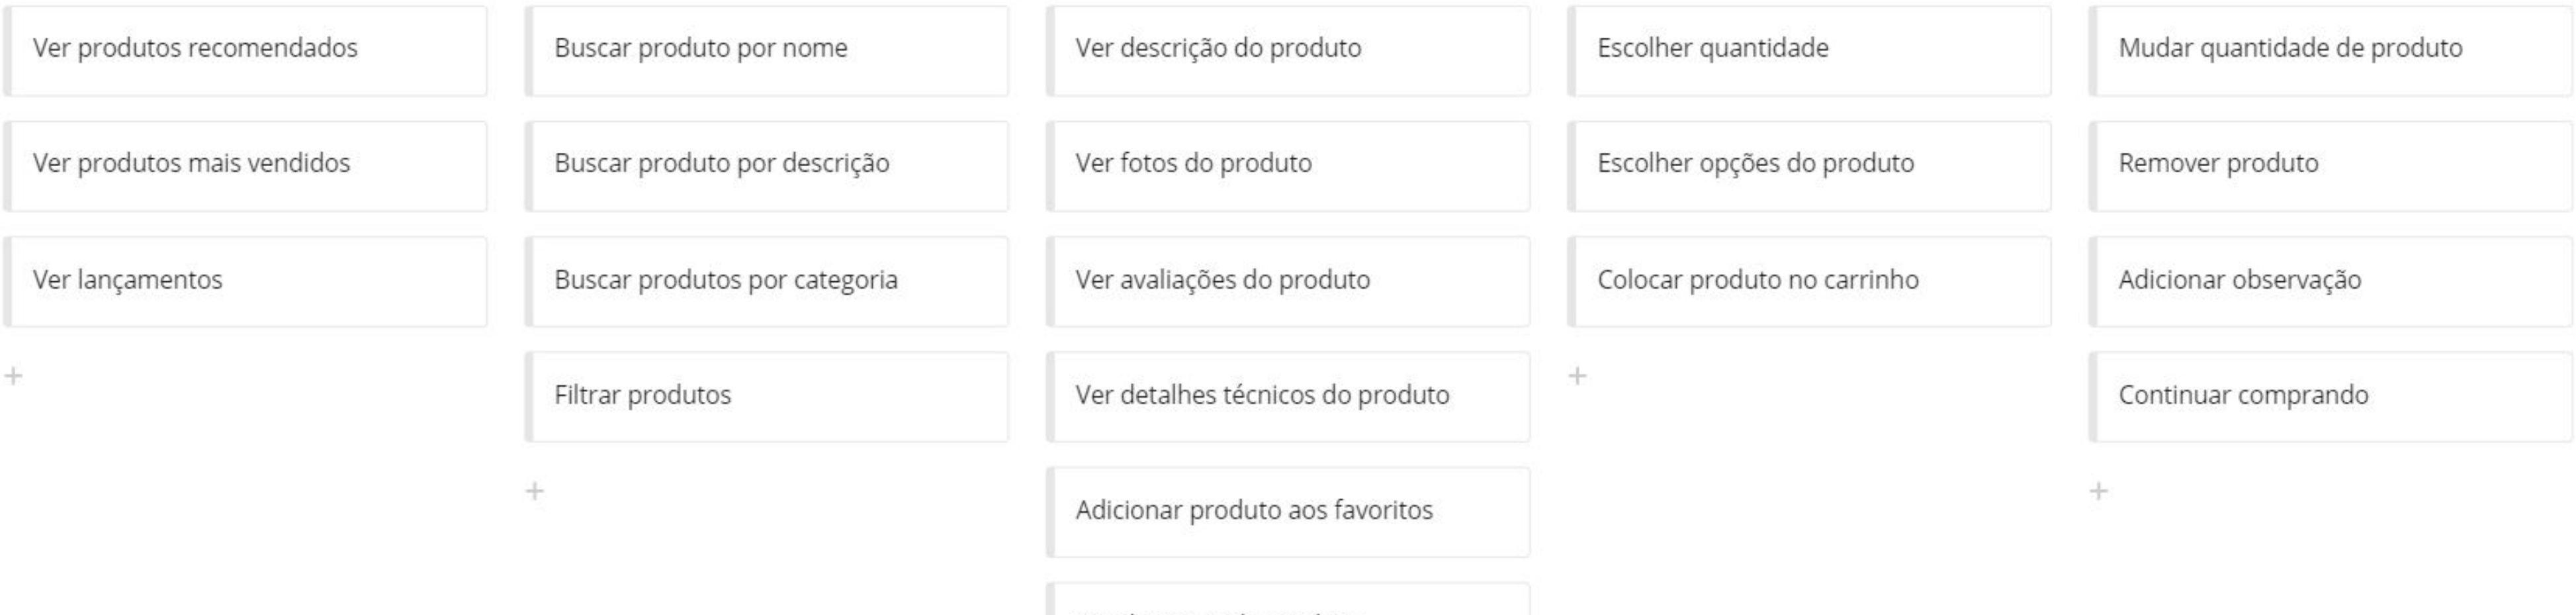 Ver produtos recomendados
Ver produtos mais vendidos
Ver lançamentos
+
Buscar produto por nome
Buscar produto por descrição
Buscar produtos por categoria
Filtrar produtos
+
Ver descrição do produto
Ver fotos do produto
Ver avaliações do produto
Ver detalhes técnicos do produto
Adicionar produto aos favoritos
Escolher quantidade
Escolher opções do produto
Colocar produto no carrinho
+
Mudar quantidade de produto
Remover produto
Adicionar observação
Continuar comprando
+